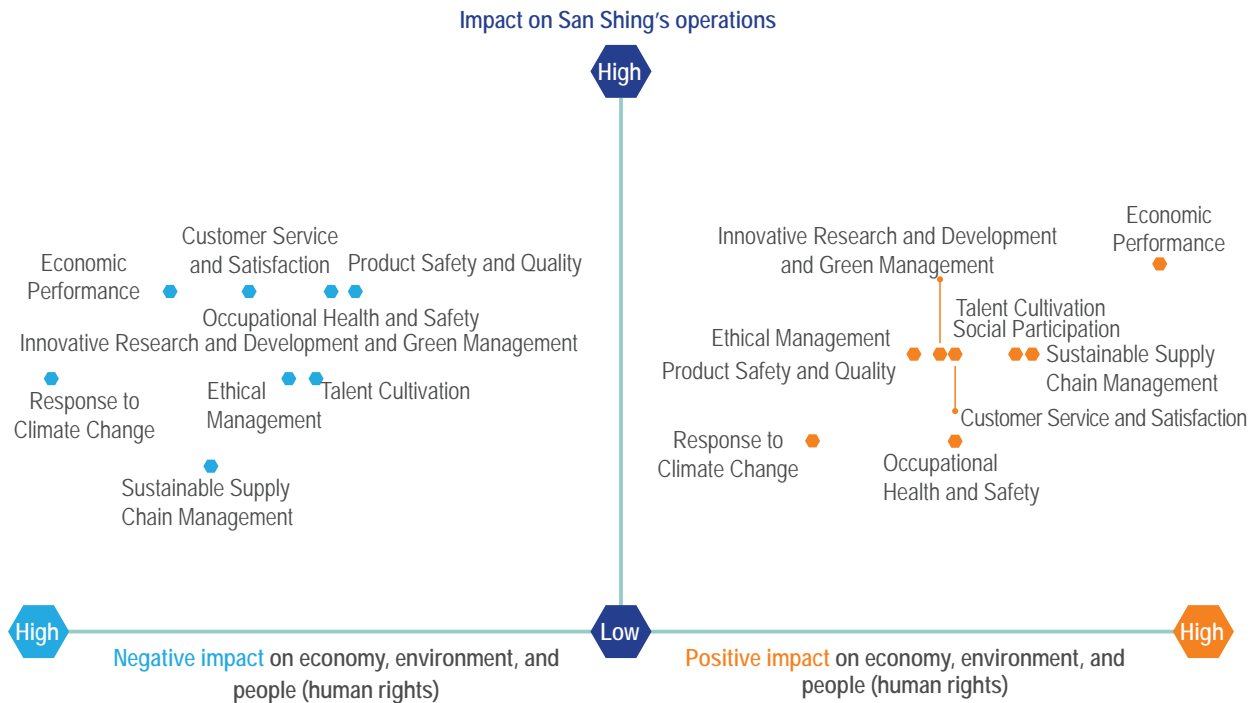 Impact on San Shing's operations
High
Economic
Performance
Customer Service
and Satisfaction
Product Safety and Quality
Occupational Health and Safety
Innovative Research and Development and Green Management
Response to
Climate Change
Ethical
Management
Talent Cultivation
Sustainable Supply
Chain Management
Innovative Research and Development
and Green Management
Economic
Performance
Talent Cultivation
Social Participation
Ethical Management
Product Safety and Quality
Sustainable Supply
Chain Management
Customer Service and Satisfaction
Response to
Climate Change
Occupational
Health and Safety
High
Low
High
Negative impact on economy, environment, and
people (human rights)
Positive impact on economy, environment, and
people (human rights)